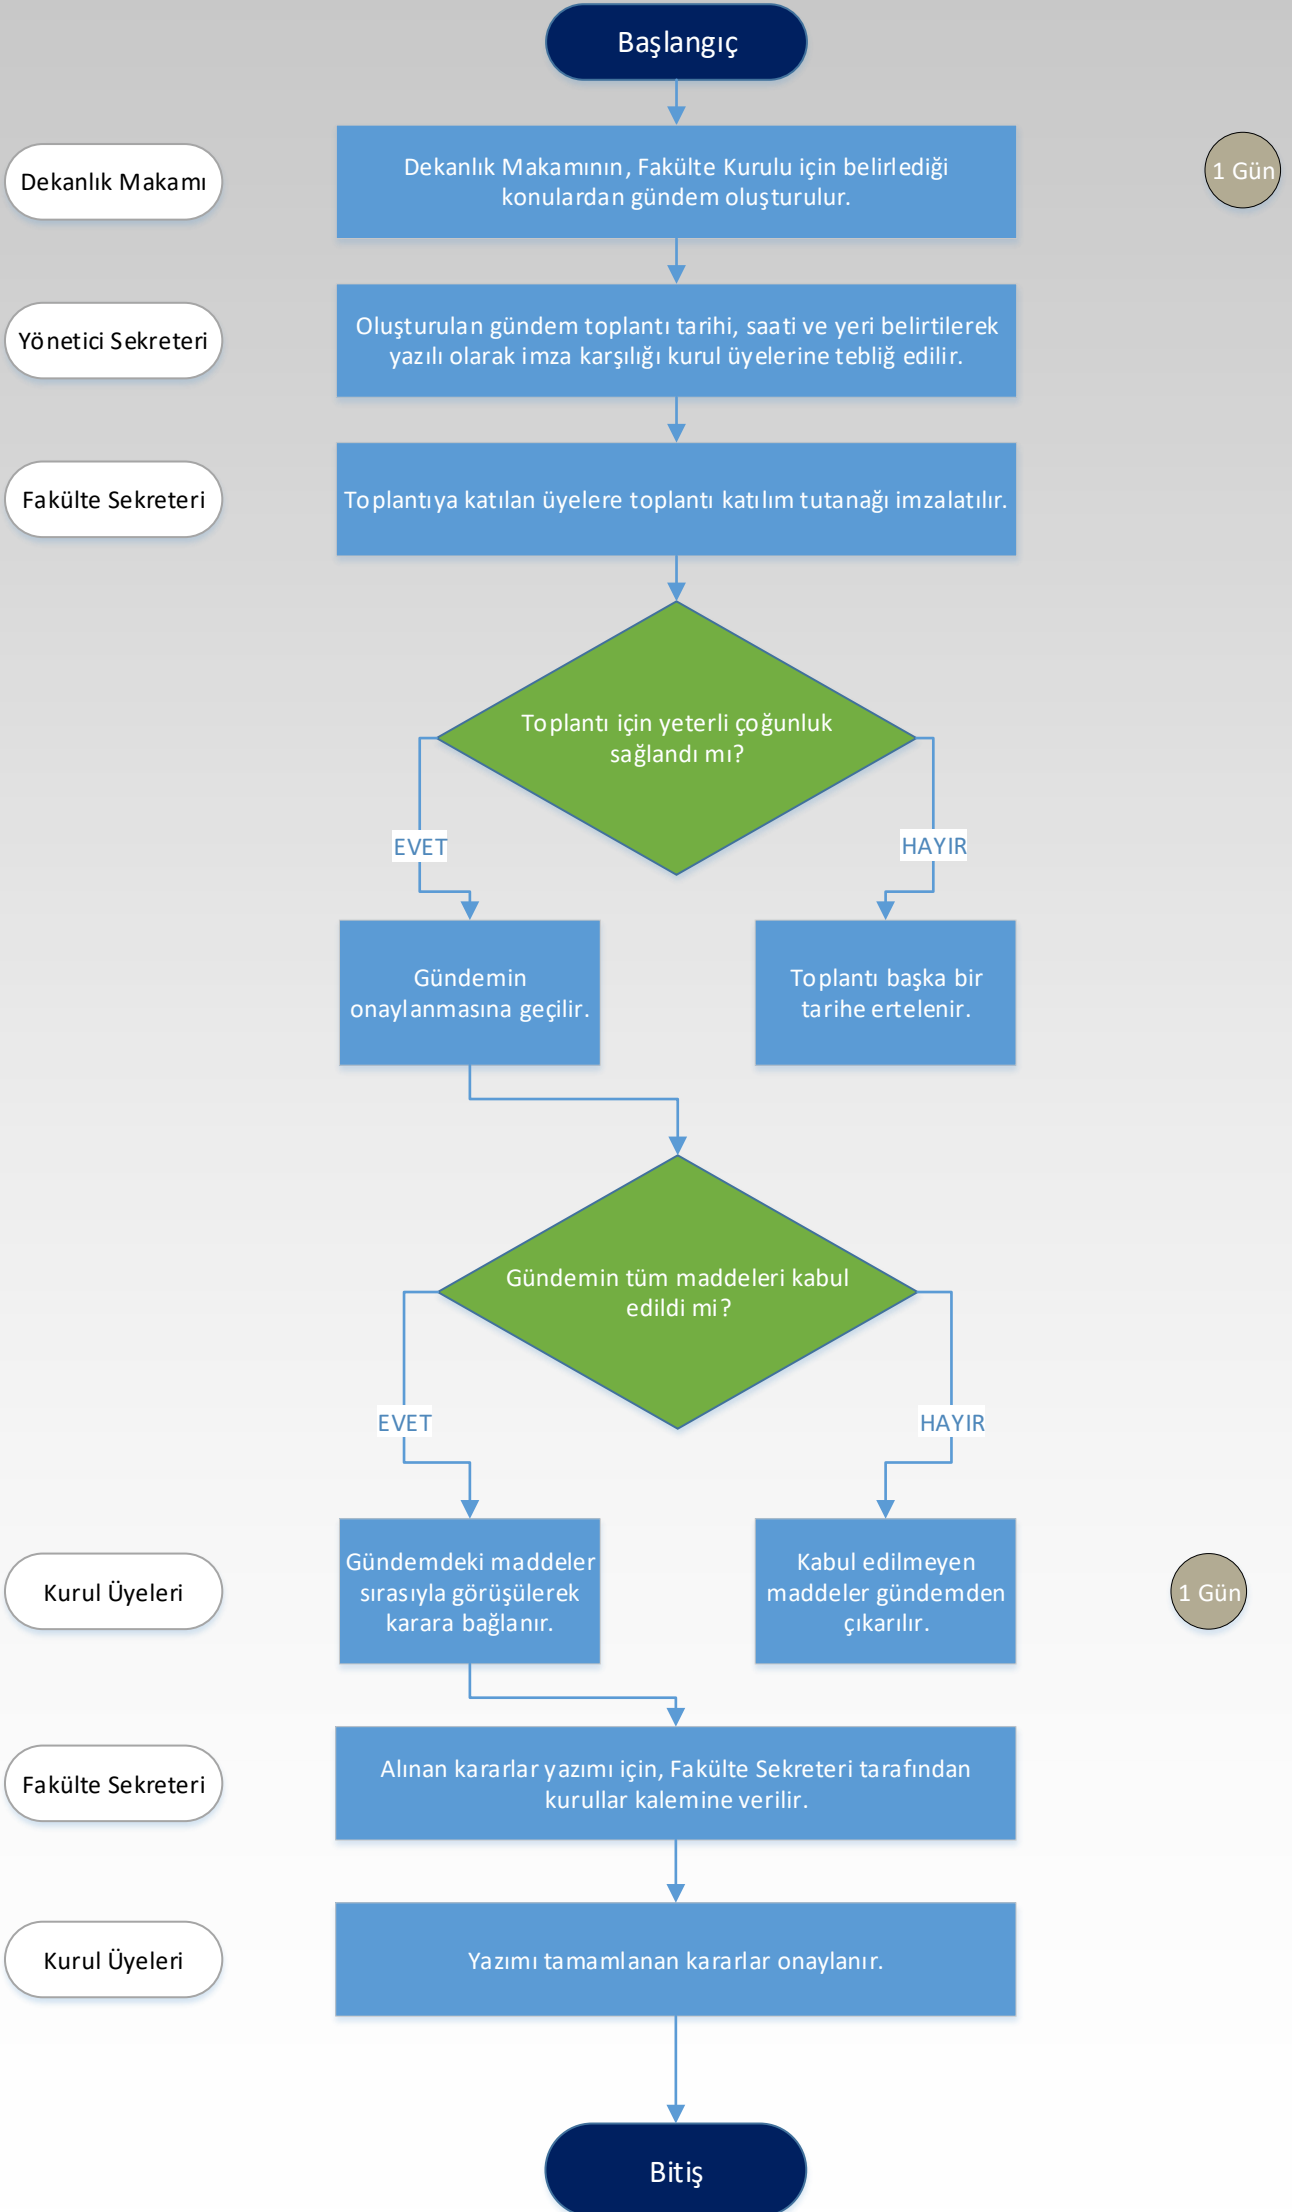 Başlangıç
Dekanlık Makamı
Dekanlık Makamının, Fakülte Kurulu için belirlediği
konulardan gündem oluşturulur.
1 Gün
Yönetici Sekreteri
Oluşturulan gündem toplantı tarihi, saati ve yeri belirtilerek
yazılı olarak imza karşılığı kurul üyelerine tebliğ edilir.
Fakülte Sekreteri
Toplantıya katılan üyelere toplantı katılım tutanağı imzalatılır.
Toplantı için yeterli çoğunluk
sağlandı mı?
EVET
HAYIR
Gündemin
onaylanmasına geçilir.
Toplantı başka bir
tarihe ertelenir.
Gündemin tüm maddeleri kabul
edildi mi?
EVET
HAYIR
Kurul Üyeleri
Gündemdeki maddeler
sırasıyla görüşülerek
karara bağlanır.
Kabul edilmeyen
maddeler gündemden
çıkarılır.
1 Gün
Fakülte Sekreteri
Alınan kararlar yazımı için, Fakülte Sekreteri tarafından
kurullar kalemine verilir.
Kurul Üyeleri
Yazımı tamamlanan kararlar onaylanır.
Bitiş